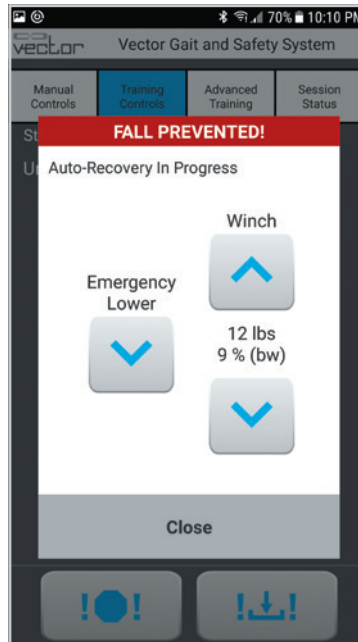 70% 10:10 PM
vector
Vector Gait and Safety System
Manual
Controls
Training
Controls
Advanced
Training
Session
Status
St
FALL PREVENTED!
Auto-Recovery In Progress
Winch
Emergency
Lower
12 lbs
9 % (bw)
Close
! !
! !